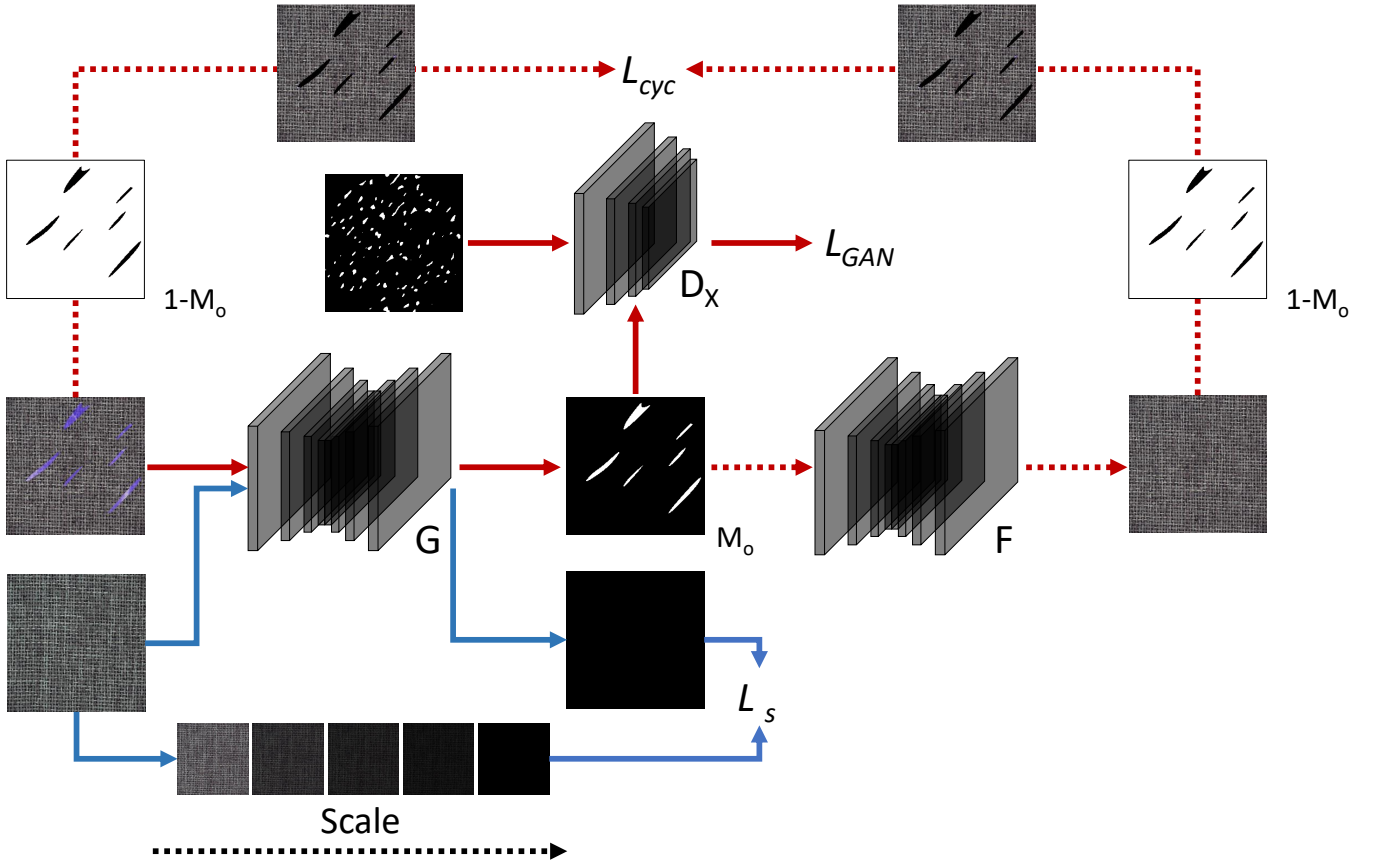 L_cyc
D_X
L_GAN
1-M_o
1-M_o
G
M_o
F
L_s
Scale